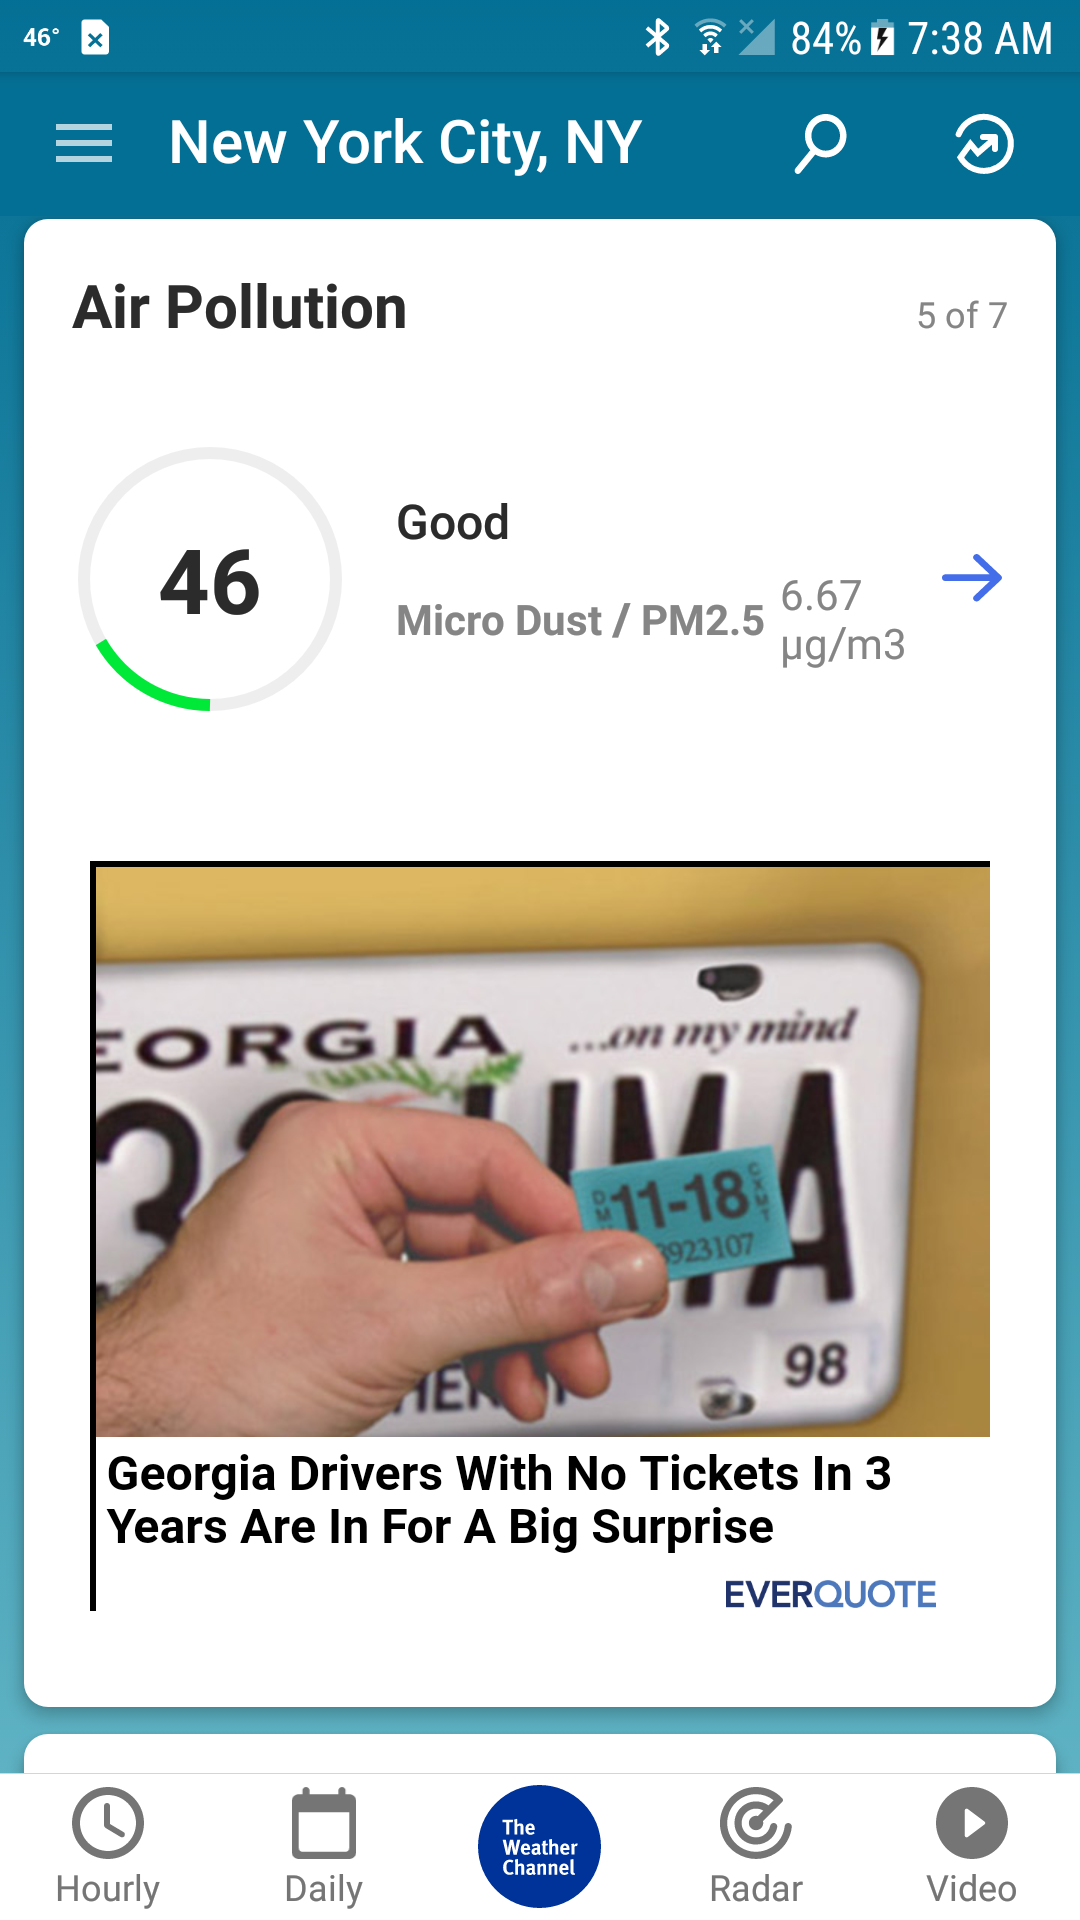 46°
84%
7:38 AM
New York City, NY
Air Pollution
5 of 7
46
Good
Micro Dust / PM2.5
6.67
µg/m3
EORGIA
...on my mind
11-18
3923107
98
Georgia Drivers With No Tickets In 3
Years Are In For A Big Surprise
EVERQUOTE
Hourly
Daily
The
Weather
Channel
Radar
Video